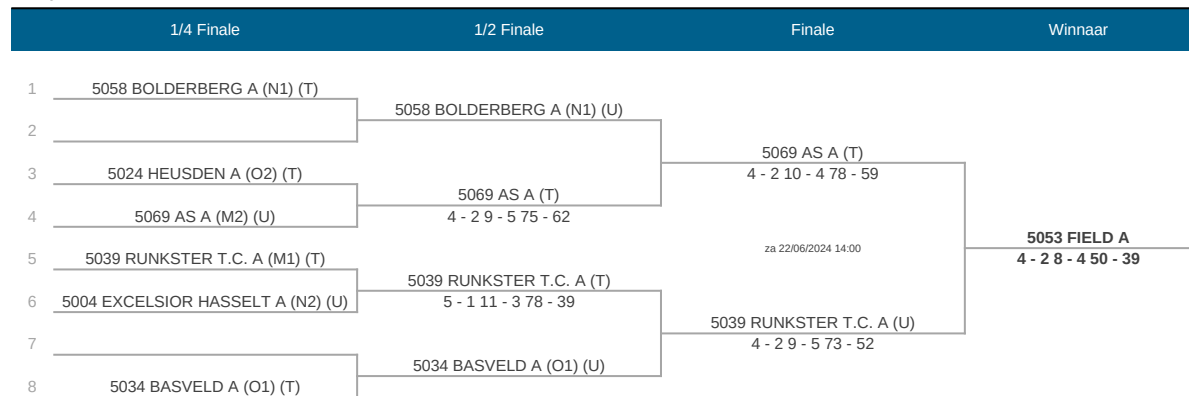 1/4 Finale 1/2 Finale Finale Winnaar
1 5058 BOLDERBERG A (N1) (T)
5058 BOLDERBERG A (N1) (U)
2
5069 AS A (T)
3 5024 HEUSDEN A (O2) (T)
4 - 2 10 - 4 78 - 59
5069 AS A (T)
4 5069 AS A (M2) (U)
4 - 2 9 - 5 75 - 62
5053 FIELD A
za 22/06/2024 14:00
5 5039 RUNKSTER T.C. A (M1) (T)
4 - 2 8 - 4 50 - 39
5039 RUNKSTER T.C. A (T)
6 5004 EXCELSIOR HASSELT A (N2) (U)
5 - 1 11 - 3 78 - 39
5039 RUNKSTER T.C. A (U)
7
4 - 2 9 - 5 73 - 52
5034 BASVELD A (O1) (U)
8 5034 BASVELD A (O1) (T)